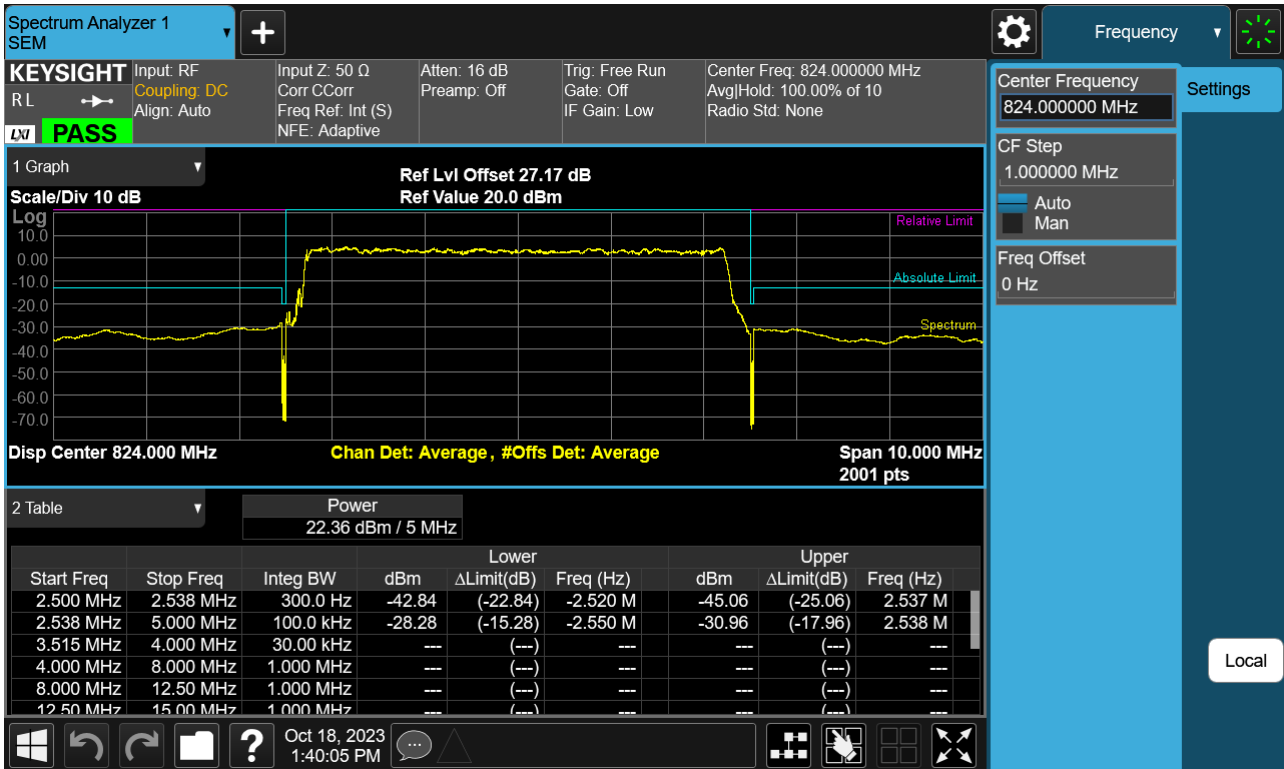 Spectrum Analyzer 1
SEM
Frequency
KEYSIGHT
R L
LXI
PASS
Input: RF
Coupling: DC
Align: Auto
Input Z: 50 Ω
Corr CCorr
Freq Ref: Int (S)
NFE: Adaptive
Atten: 16 dB
Preamp: Off
Trig: Free Run
Gate: Off
IF Gain: Low
Center Freq: 824.000000 MHz
Avg|Hold: 100.00% of 10
Radio Std: None
Center Frequency
824.000000 MHz
Settings
CF Step
1.000000 MHz
Auto
Man
Freq Offset
0 Hz
1 Graph
Scale/Div 10 dB
Ref Lvl Offset 27.17 dB
Ref Value 20.0 dBm
Log
10.0
0.00
-10.0
-20.0
-30.0
-40.0
-50.0
-60.0
-70.0
Relative Limit
Absolute Limit
Spectrum
Disp Center 824.000 MHz
Chan Det: Average , #Offs Det: Average
Span 10.000 MHz
2001 pts
2 Table
Power
22.36 dBm / 5 MHz
Lower Upper
Start Freq Stop Freq Integ BW dBm ΔLimit(dB) Freq (Hz) dBm ΔLimit(dB) Freq (Hz)
2.500 MHz 2.538 MHz 300.0 Hz -42.84 (-22.84) -2.520 M -45.06 (-25.06) 2.537 M
2.538 MHz 5.000 MHz 100.0 kHz -28.28 (-15.28) -2.550 M -30.96 (-17.96) 2.538 M
3.515 MHz 4.000 MHz 30.00 kHz --- (---) --- --- (---) ---
4.000 MHz 8.000 MHz 1.000 MHz --- (---) --- --- (---) ---
8.000 MHz 12.50 MHz 1.000 MHz --- (---) --- --- (---) ---
12.50 MHz 15.00 MHz 1.000 MHz --- (---) --- --- (---) ---
Local
?
Oct 18, 2023
1:40:05 PM